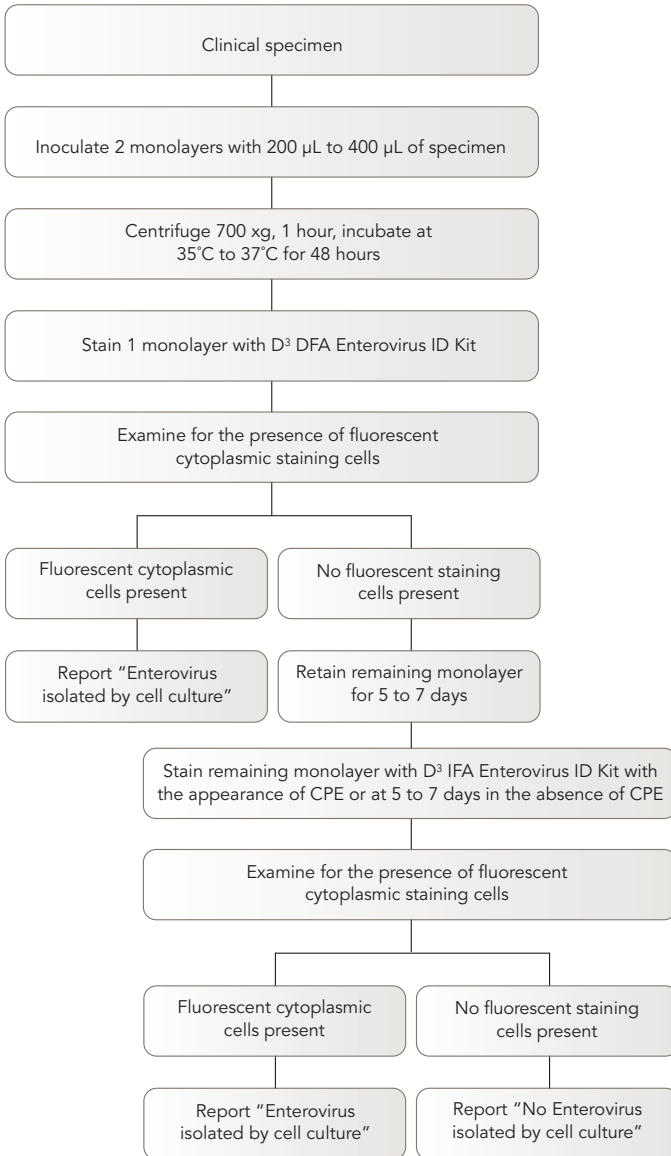 Clinical specimen
Inoculate 2 monolayers with 200 µL to 400 µL of specimen
Centrifuge 700 xg, 1 hour, incubate at
35˚C to 37˚C for 48 hours
Stain 1 monolayer with D³ DFA Enterovirus ID Kit
Examine for the presence of fluorescent
cytoplasmic staining cells
Fluorescent cytoplasmic
cells present
No fluorescent staining
cells present
Report “Enterovirus
isolated by cell culture”
Retain remaining monolayer
for 5 to 7 days
Stain remaining monolayer with D³ IFA Enterovirus ID Kit with
the appearance of CPE or at 5 to 7 days in the absence of CPE
Examine for the presence of fluorescent
cytoplasmic staining cells
Fluorescent cytoplasmic
cells present
No fluorescent staining
cells present
Report “Enterovirus
isolated by cell culture”
Report “No Enterovirus
isolated by cell culture”